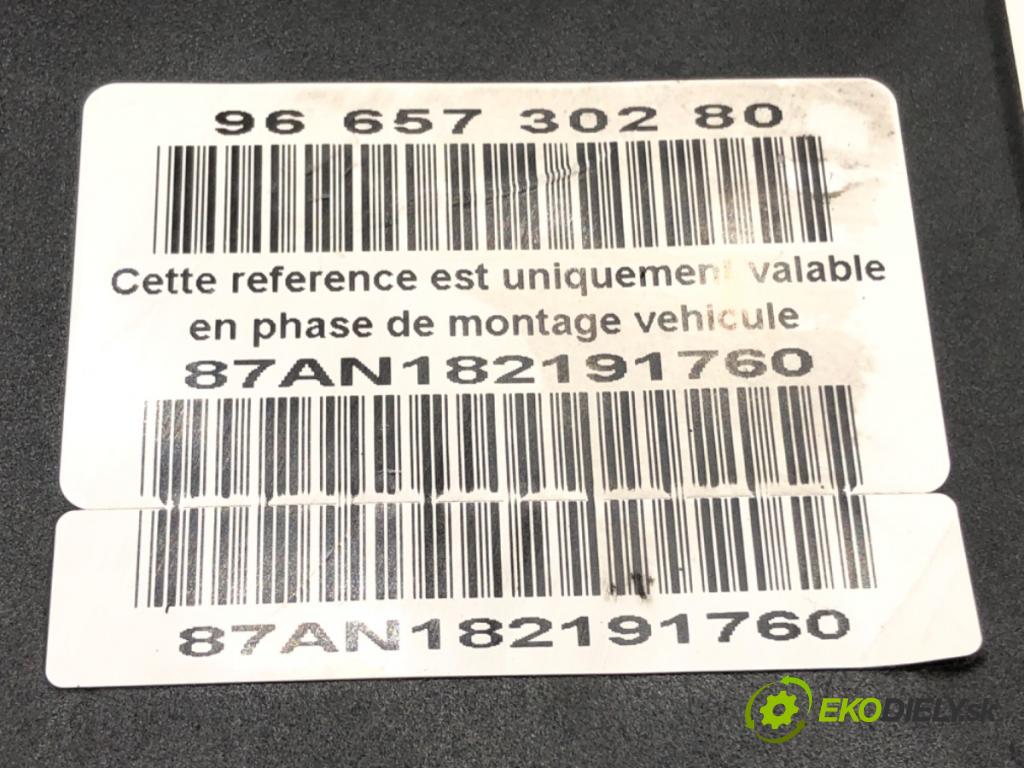 96 657 302 80
Cette reference est uniquement valable
en phase de montage vehicule
87AN182191760
87AN182191760
EKODIELY.sk